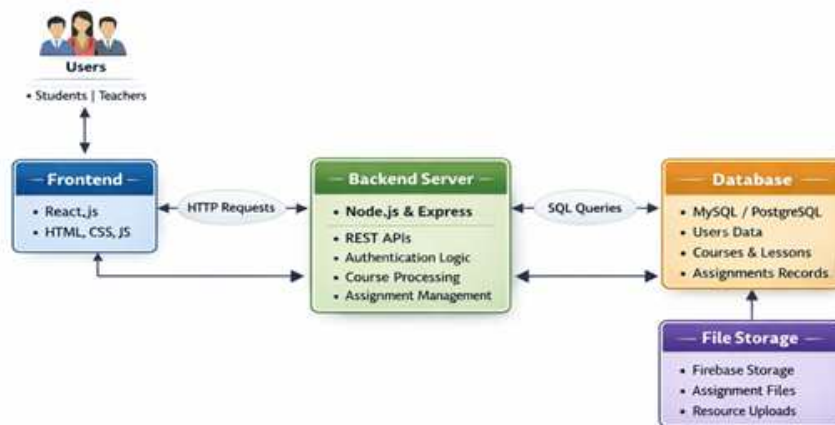 Users
• Students | Teachers
Frontend
• React.js
• HTML, CSS, JS
HTTP Requests
Backend Server
• Node.js & Express
• REST APIs
• Authentication Logic
• Course Processing
• Assignment Management
SQL Queries
Database
• MySQL / PostgreSQL
• Users Data
• Courses & Lessons
• Assignments Records
File Storage
• Firebase Storage
• Assignment Files
• Resource Uploads